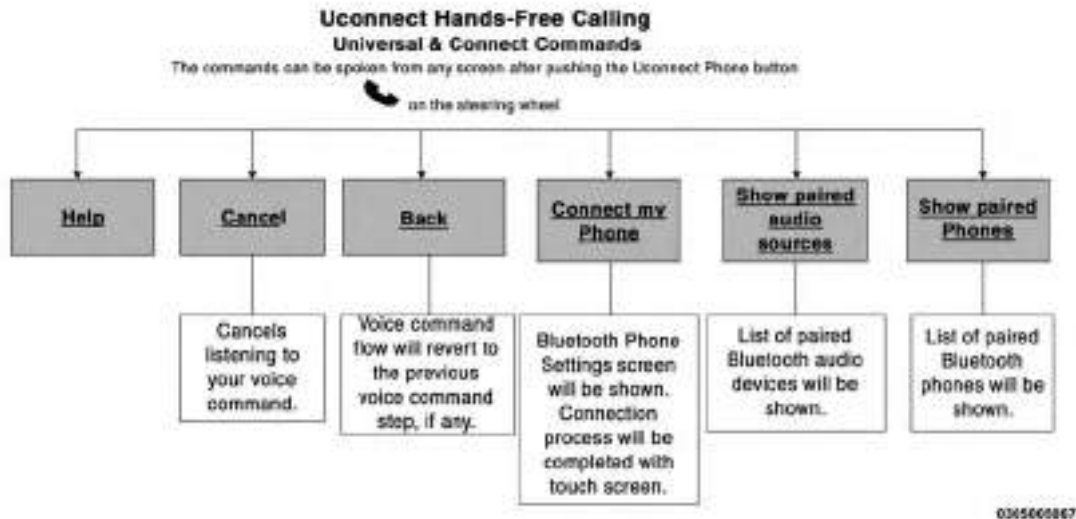 Uconnect Hands-Free Calling
Universal & Connect Commands
The commands can be spoken from any screen after pushing the Uconnect Phone button
on the steering wheel
Help
Cancel
Back
Connect my
Phone
Show paired
audio
sources
Show paired
Phones
Cancels
listening to
your voice
command.
Voice command
flow will revert to
the previous
voice command
step, if any.
Bluetooth Phone
Settings screen
will be shown.
Connection
process will be
completed with
touch screen.
List of paired
Bluetooth audio
devices will be
shown.
List of paired
Bluetooth
phones will be
shown.